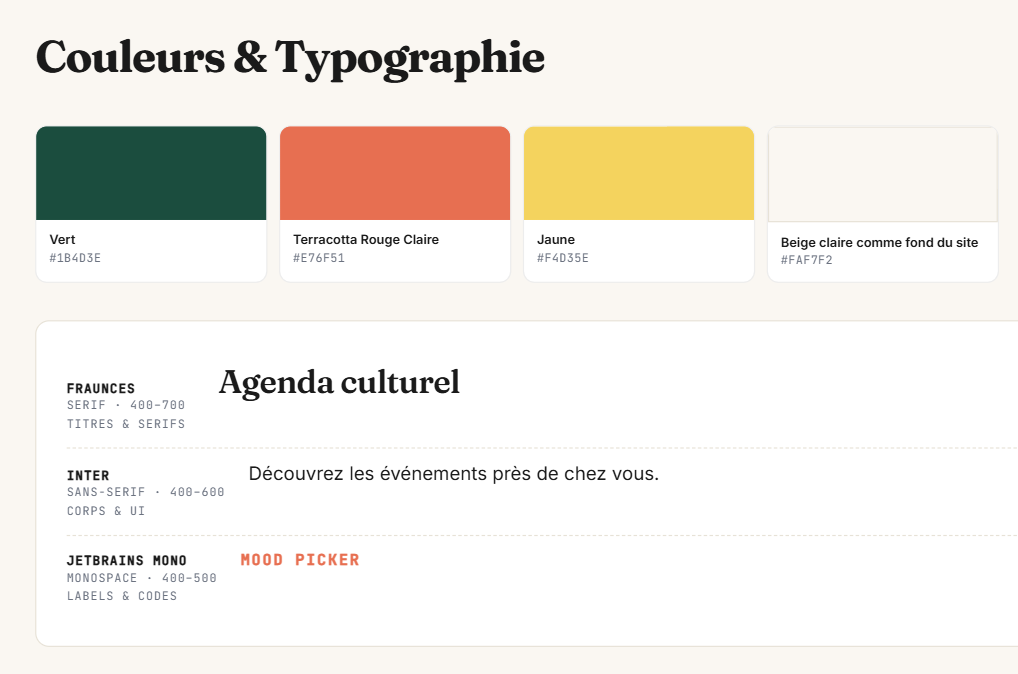 Couleurs & Typographie
Vert
#1B4D3E
Terracotta Rouge Claire
#E76F51
Jaune
#F4D35E
Beige claire comme fond du site
#FAF7F2
FRAUNCES
SERIF · 400–700
TITRES & SERIFS
Agenda culturel
INTER
SANS-SERIF · 400–600
CORPS & UI
Découvrez les événements près de chez vous.
JETBRAINS MONO
MONOSPACE · 400–500
LABELS & CODES
MOOD PICKER